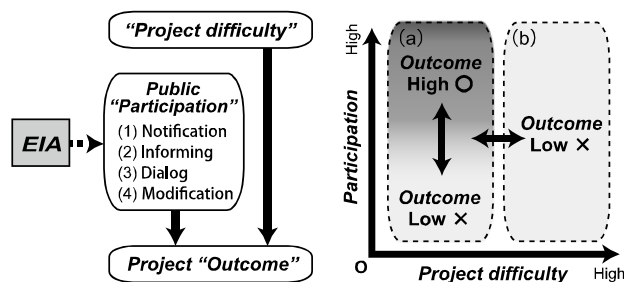 "Project difficulty"
Public
"Participation"
(1) Notification
(2) Informing
(3) Dialog
(4) Modification
EIA
Project "Outcome"
High
Participation
(a)
Outcome
High O
Outcome
Low ×
(b)
Outcome
Low ×
O
Project difficulty
High